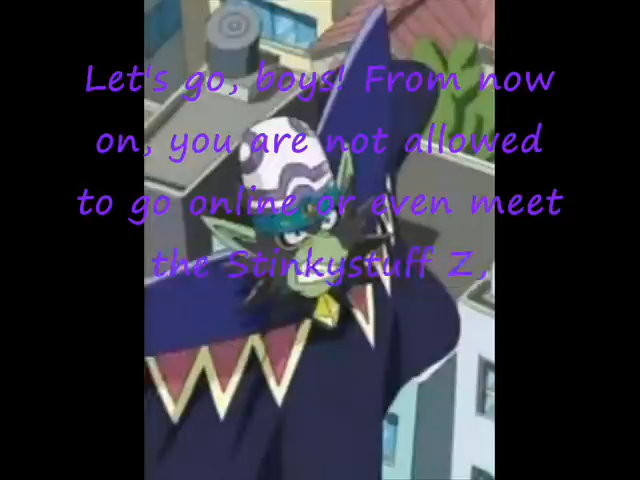 Let's go, boys! From now
on, you are not allowed
to go online or even meet
the Stinkystuff Z,